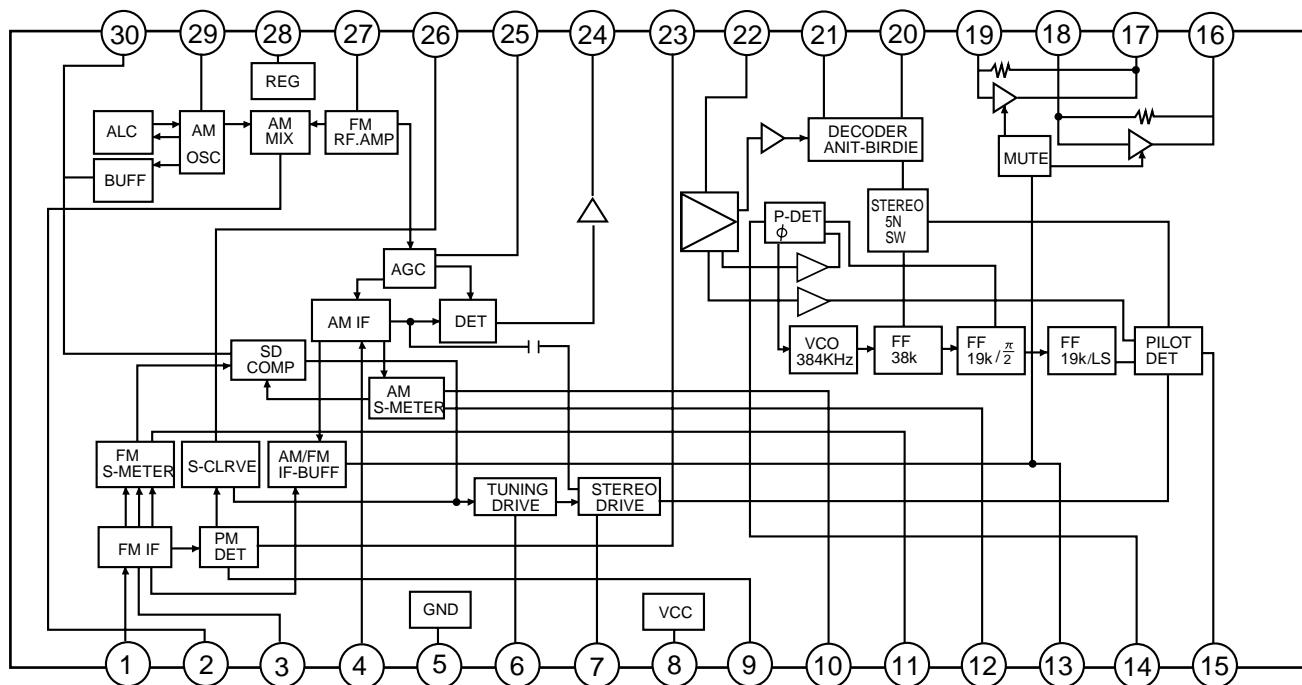 30 29 28 27 26 25 24 23 22 21 20 19 18 17 16
REG
ALC
AM
OSC
AM
MIX
FM
RF.AMP
DECODER
ANIT-BIRDIE
MUTE
BUFF
STEREO
5N
SW
P-DET
ϕ
AGC
AM IF
DET
SD
COMP
VCO
384KHz
FF
38k
FF
19k/π/2
FF
19k/LS
PILOT
DET
AM
S-METER
FM
S-METER
S-CLRVE
AM/FM
IF-BUFF
TUNING
DRIVE
STEREO
DRIVE
FM IF
PM
DET
GND
VCC
1 2 3 4 5 6 7 8 9 10 11 12 13 14 15